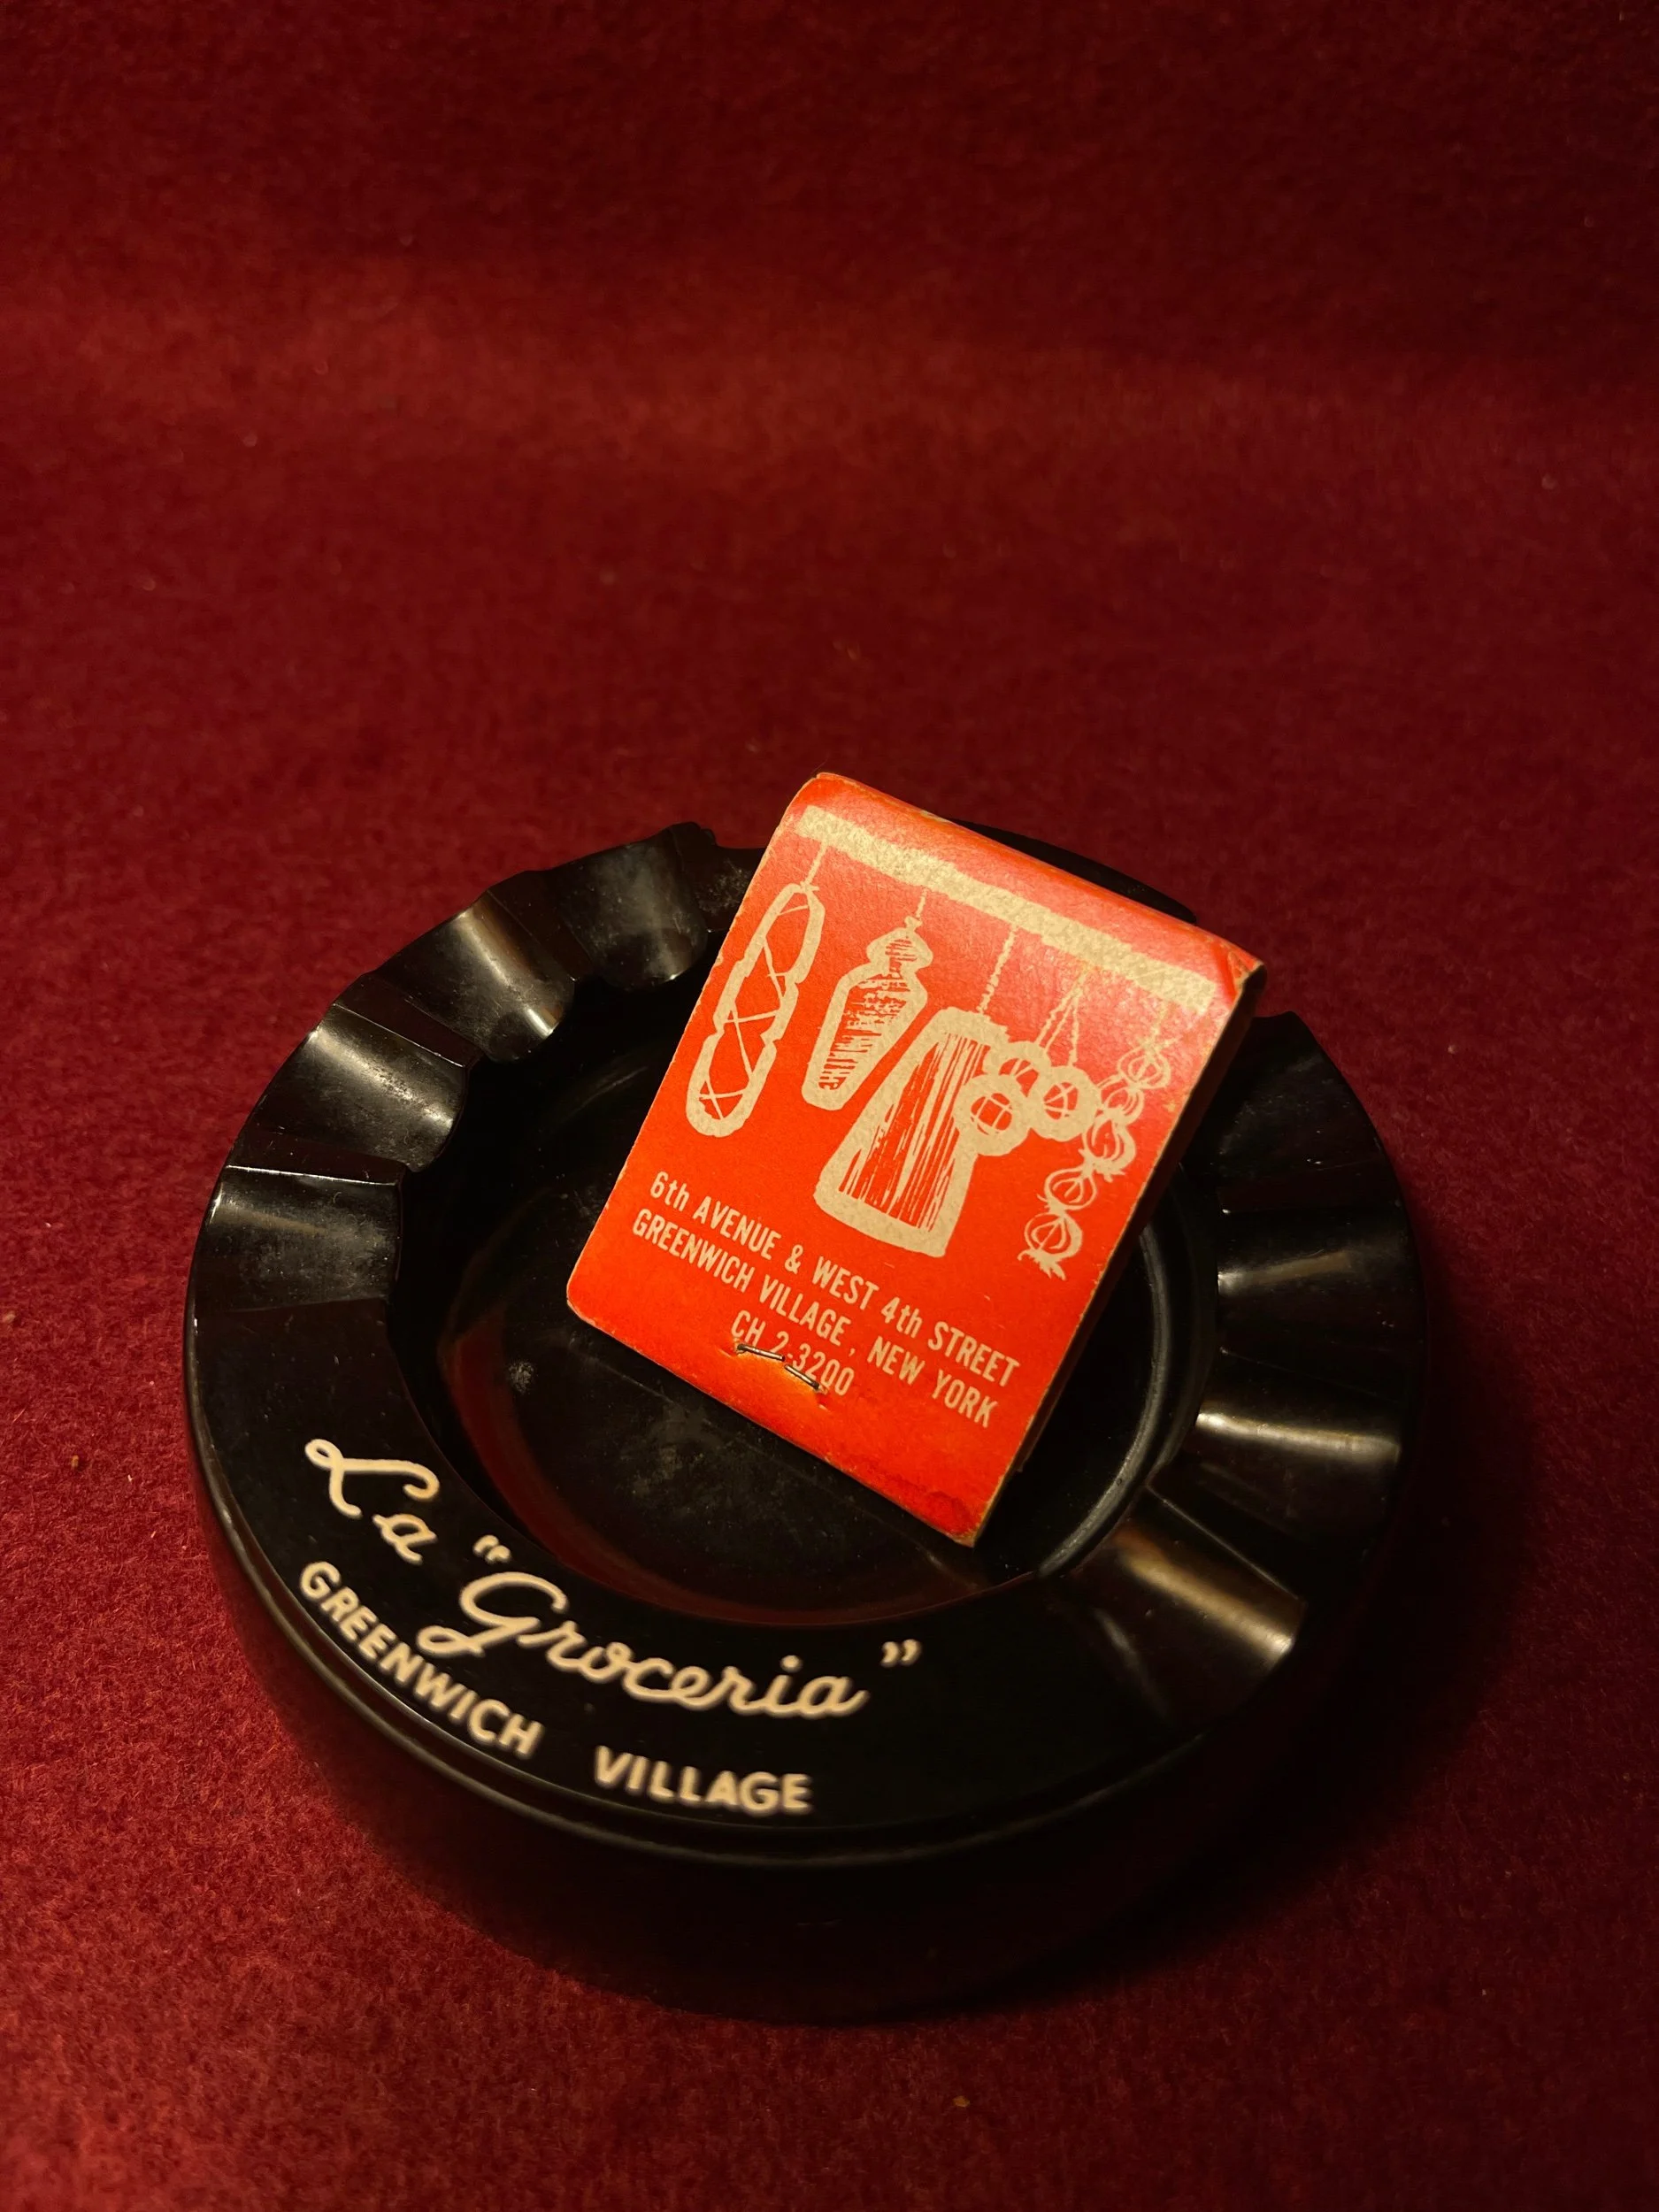 6th AVENUE & WEST 4th STREET
GREENWICH VILLAGE, NEW YORK
CH 2-3200
La "Groceria"
GREENWICH VILLAGE